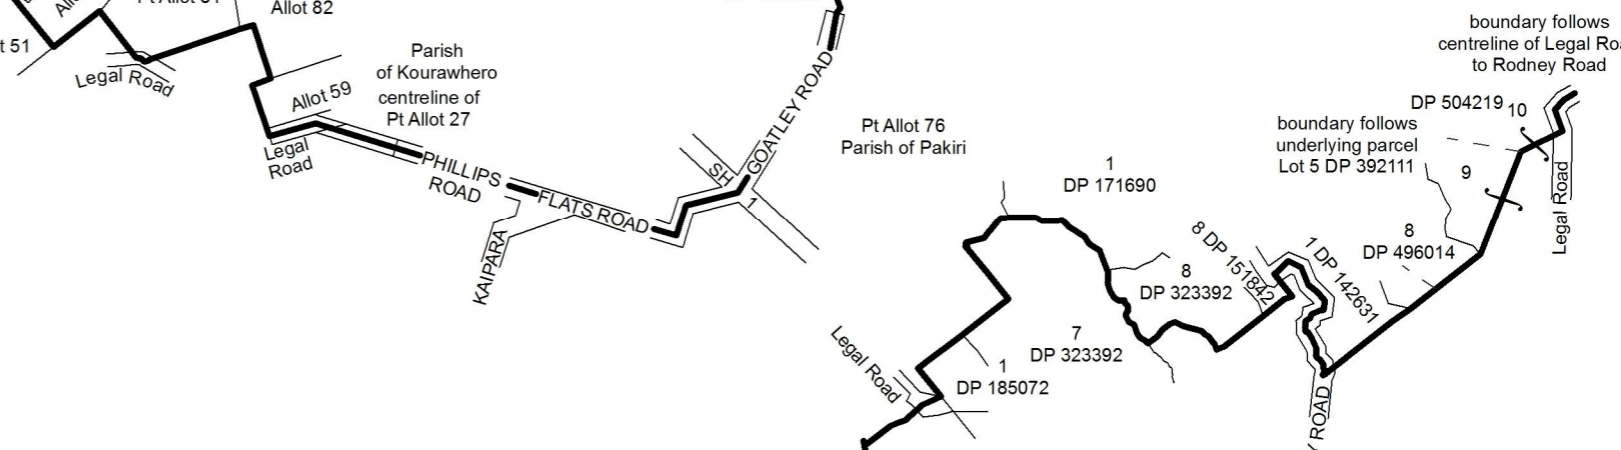 Allot 82
t 51
Legal Road
Allot 59
Parish
of Kourawhero
centreline of
Pt Allot 27
Legal
Road
PHILLIPS
ROAD
FLATS ROAD
KAIPARA
SH
1
GOATLEY ROAD
Pt Allot 76
Parish of Pakiri
1
DP 171690
8
DP 323392
7
DP 323392
1
DP 185072
Legal Road
8 DP 151842
1 DP 142631
ROAD
8
DP 496014
9
boundary follows
underlying parcel
Lot 5 DP 392111
DP 504219 10
Legal Road
boundary follows
centreline of Legal Ro
to Rodney Road